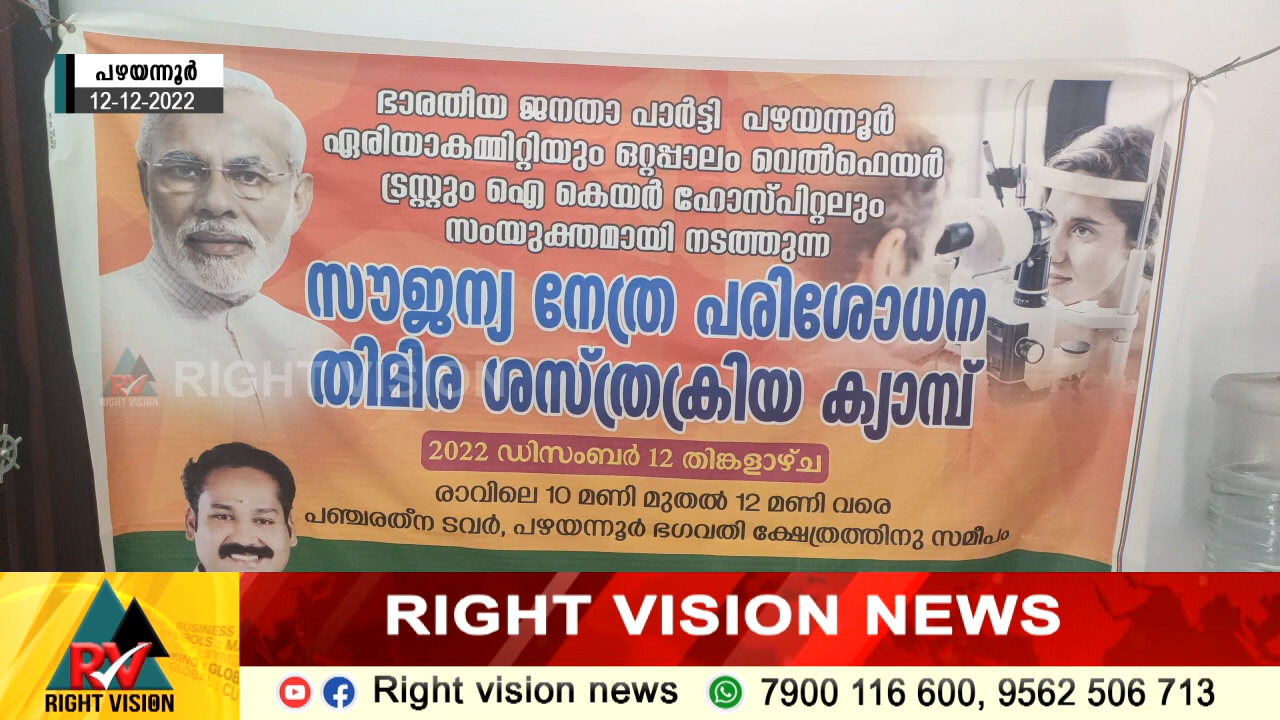 പഴയന്നൂർ
12-12-2022
ഭാരതീയ ജനതാ പാർട്ടി പഴയന്നൂർ
ഏരിയാകമ്മിറ്റിയും ഒറ്റപ്പാലം വെൽഫെയർ
ട്രസ്റ്റും ഐ കെയർ ഹോസ്പിറ്റലും
സംയുക്തമായി നടത്തുന്ന
സൗജന്യ നേത്ര പരിശോധന
തിമിര ശസ്ത്രക്രിയ ക്യാമ്പ്
RIGHT VISION
RIGHT VISION
2022 ഡിസംബർ 12 തിങ്കളാഴ്ച
രാവിലെ 10 മണി മുതൽ 12 മണി വരെ
പഞ്ചരത്ന ടവർ, പഴയന്നൂർ ഭഗവതി ക്ഷേത്രത്തിനു സമീപം
RIGHT VISION NEWS
RV
RIGHT VISION
Right vision news 7900 116 600, 9562 506 713